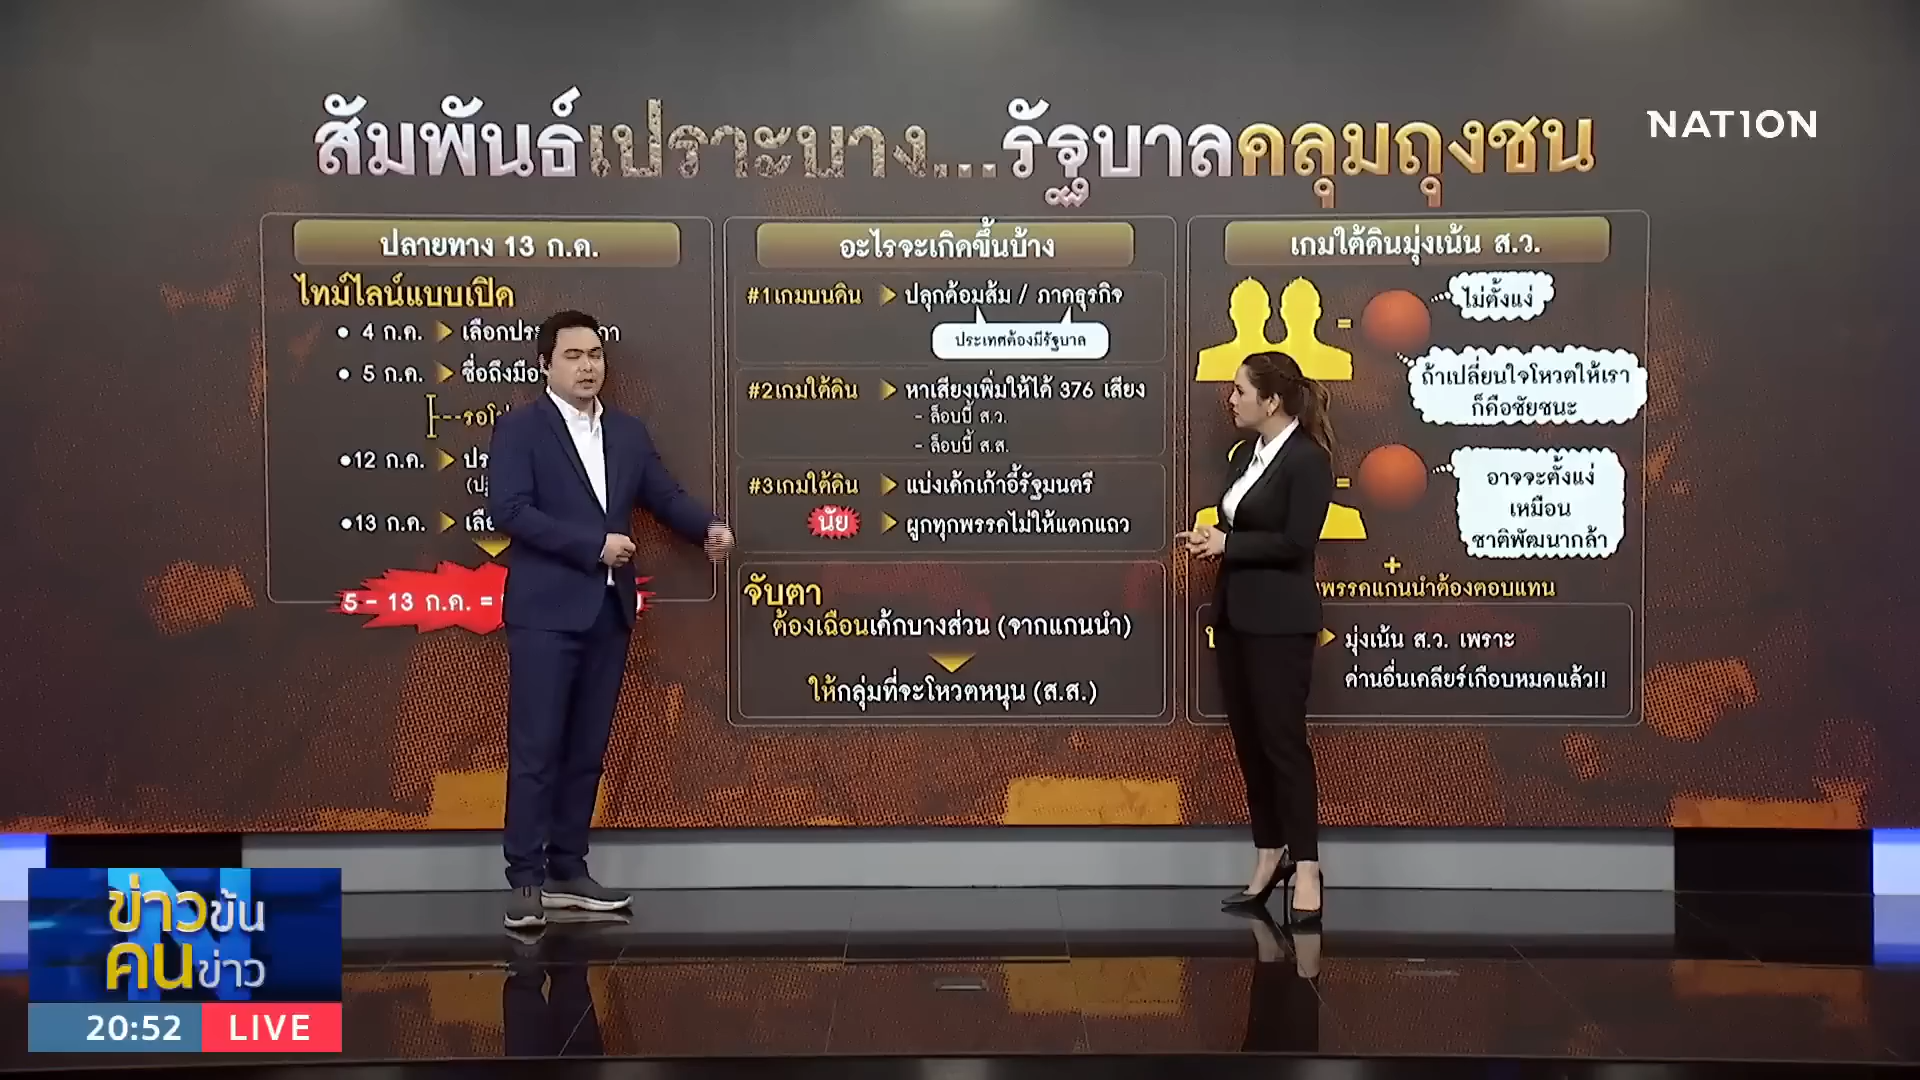 สัมพันธ์เปราะบาง...รัฐบาลคลุมถุงชน
NATION
ปลายทาง 13 ก.ค.
ไทม์ไลน์แบบเปิด
• 4 ก.ค. เลือก
• 5 ก.ค. ชื่อถึงมือ
•12 ก.ค.
•13 ก.ค.
5 - 13 ก.ค. =
อะไรจะเกิดขึ้นบ้าง
#1เกมบนดิน ปลุกค้อมส้ม / ภาคธุรกิจ
ประเทศต้องมีรัฐบาล
#2เกมใต้ดิน หาเสียงเพิ่มให้ได้ 376 เสียง
- ล็อบบี้ ส.ว.
- ล็อบบี้ ส.ส.
#3เกมใต้ดิน แบ่งเค้กเก้าอี้รัฐมนตรี
นัย ผูกทุกพรรคไม่ให้แตกแถว
จับตา
ต้องเฉือนเค้กบางส่วน (จากแกนนำ)
ให้กลุ่มที่จะโหวตหนุน (ส.ส.)
เกมใต้ดินมุ่งเน้น ส.ว.
=
ไม่ตั้งแง่
ถ้าเปลี่ยนใจโหวตให้เรา
ก็คือชัยชนะ
=
อาจจะตั้งแง่
เหมือน
ชาติพัฒนากล้า
+
พรรคแกนนำต้องตอบแทน
มุ่งเน้น ส.ว. เพราะ
ค่านอื่นเคลียร์เกือบหมดแล้ว!!
ข่าวข้น
คนข่าว
20:52 LIVE